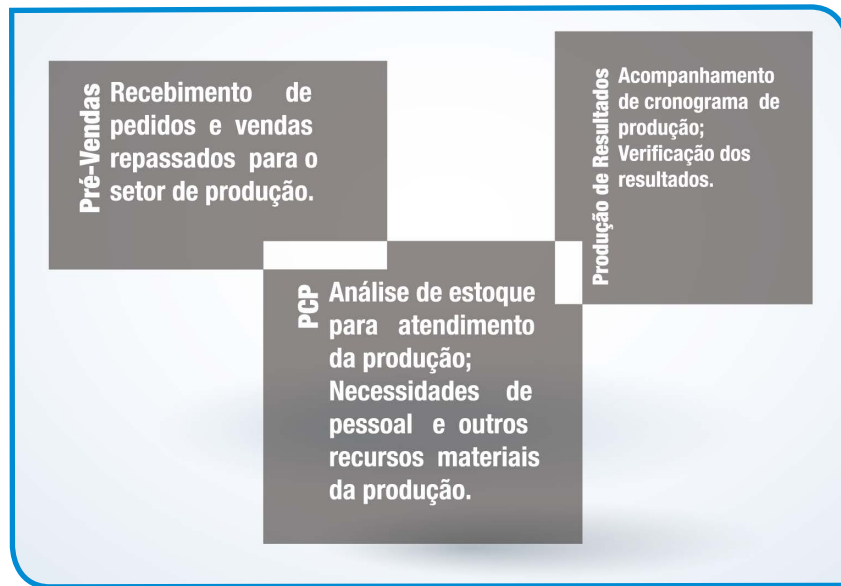 Pré-Vendas
Recebimento de
pedidos e vendas
repassados para o
setor de produção.
PCP
Análise de estoque
para atendimento
da produção;
Necessidades de
pessoal e outros
recursos materiais
da produção.
Produção de Resultados
Acompanhamento
de cronograma de
produção;
Verificação dos
resultados.